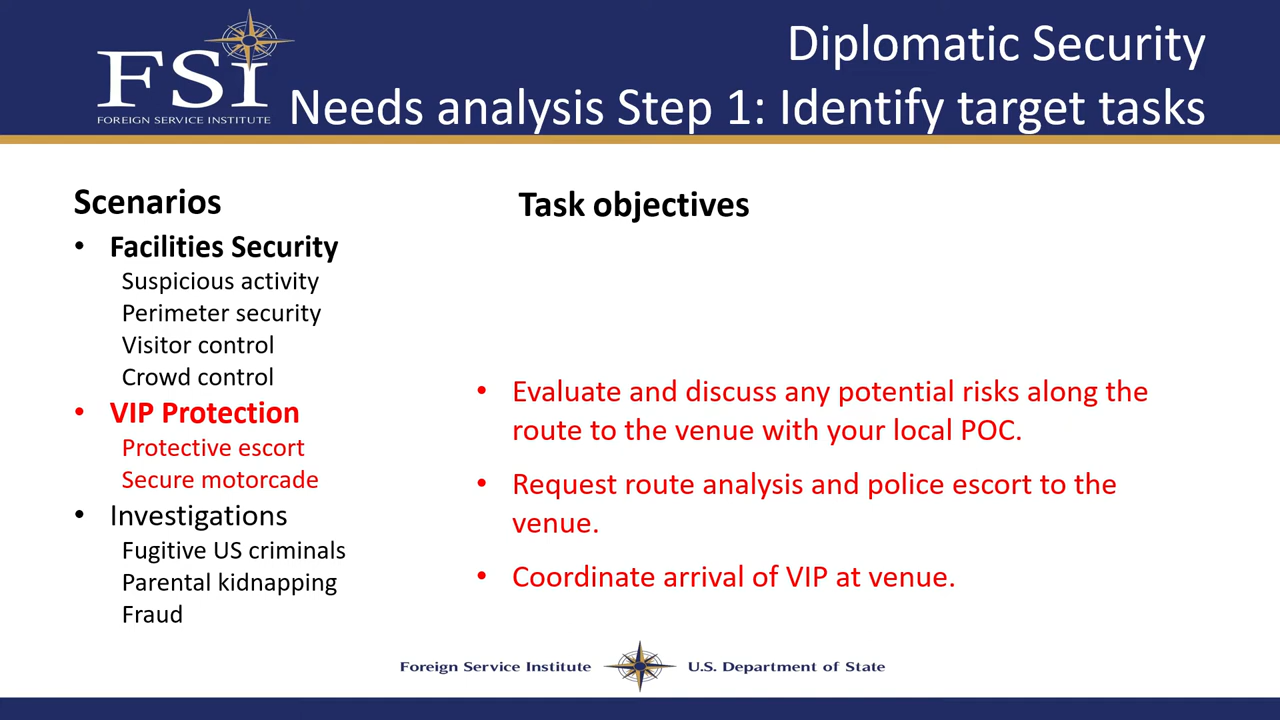 FSI
FOREIGN SERVICE INSTITUTE
Diplomatic Security
Needs analysis Step 1: Identify target tasks
Scenarios
• Facilities Security
Suspicious activity
Perimeter security
Visitor control
Crowd control
• VIP Protection
Protective escort
Secure motorcade
• Investigations
Fugitive US criminals
Parental kidnapping
Fraud
Task objectives
• Evaluate and discuss any potential risks along the
route to the venue with your local POC.
• Request route analysis and police escort to the
venue.
• Coordinate arrival of VIP at venue.
Foreign Service Institute U.S. Department of State